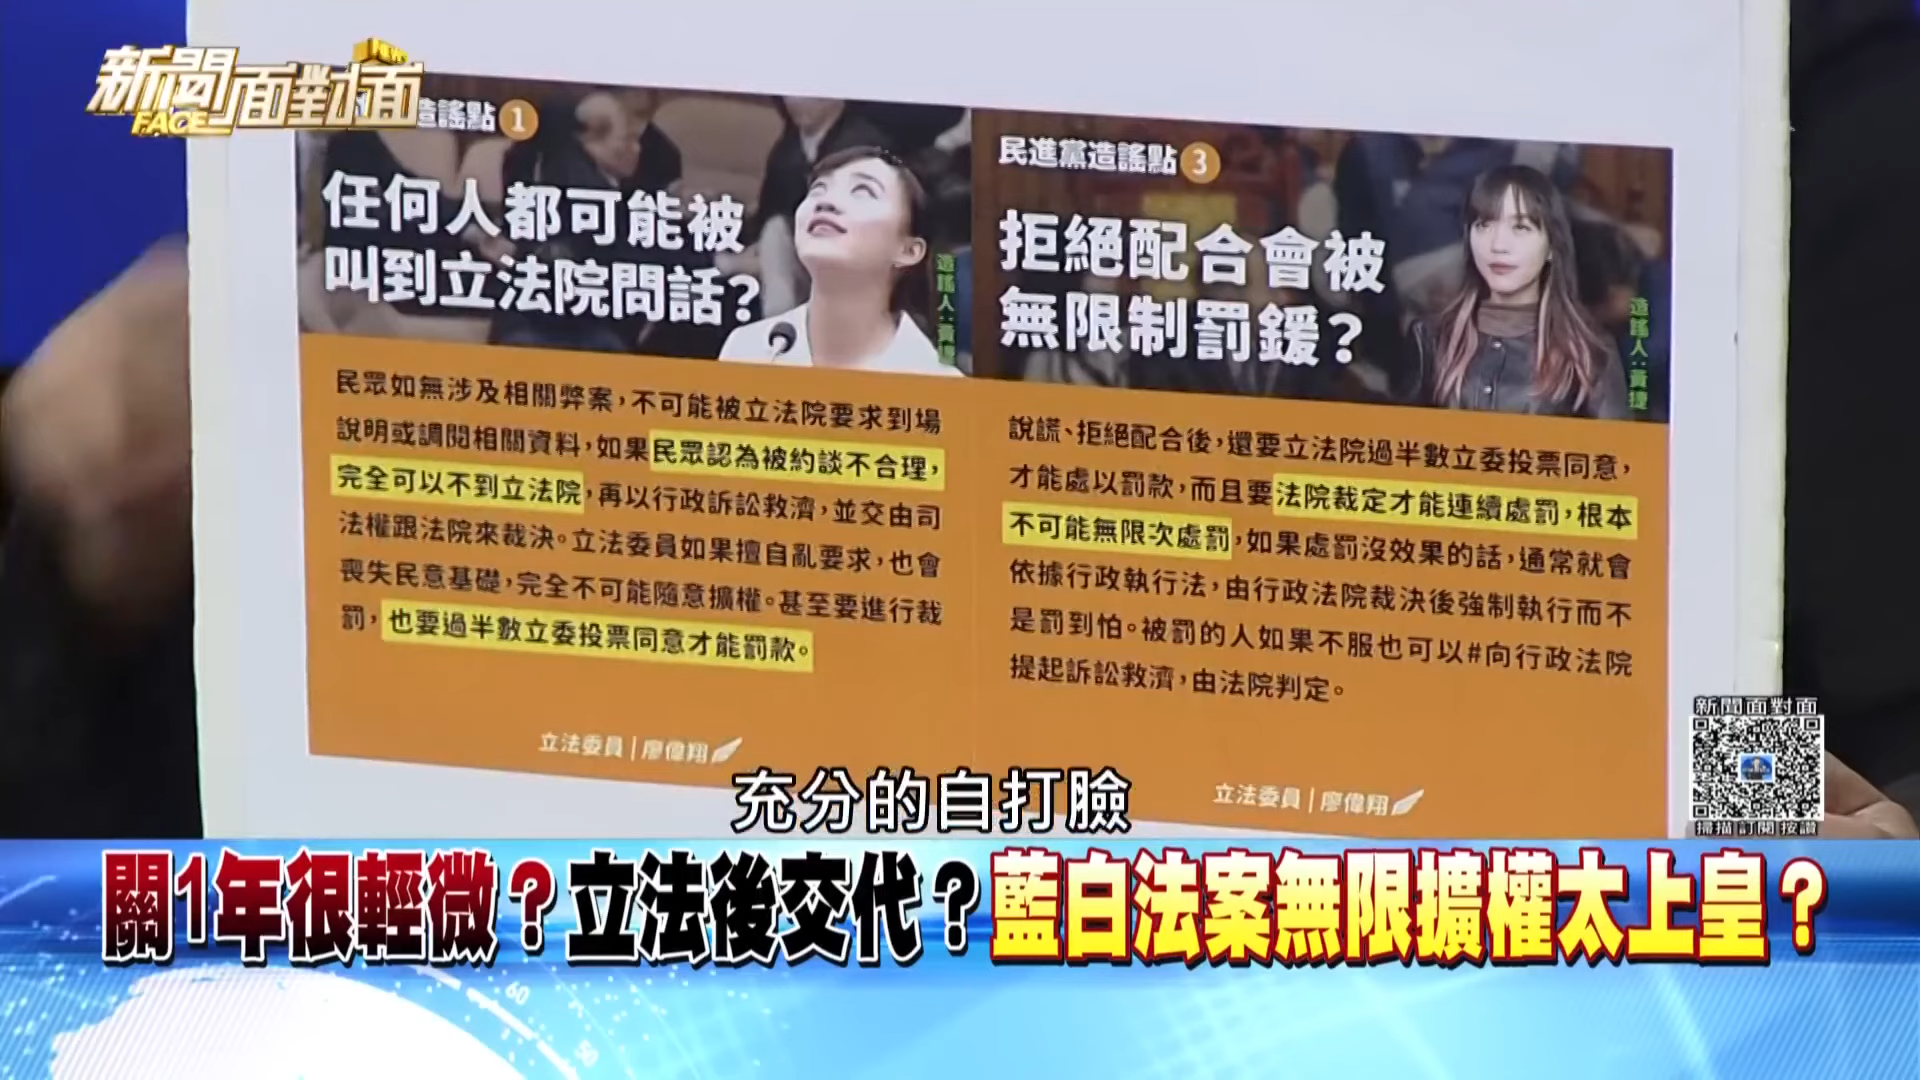 新聞面對面
NEW
FACE
造謠點 1
任何人都可能被
叫到立法院問話?
造謠人:黃捷
民眾如無涉及相關弊案,不可能被立法院要求到場
說明或調閱相關資料,如果民眾認為被約談不合理,
完全可以不到立法院,再以行政訴訟救濟,並交由司
法權跟法院來裁決。立法委員如果擅自亂要求,也會
喪失民意基礎,完全不可能隨意擴權。甚至要進行裁
罰,也要過半數立委投票同意才能罰款。
立法委員|廖偉翔
民進黨造謠點 3
拒絕配合會被
無限制罰鍰?
造謠人:黃捷
說謊、拒絕配合後,還要立法院過半數立委投票同意,
才能處以罰款,而且要法院裁定才能連續處罰,根本
不可能無限次處罰,如果處罰沒效果的話,通常就會
依據行政執行法,由行政法院裁決後強制執行而不
是罰到怕。被罰的人如果不服也可以#向行政法院
提起訴訟救濟,由法院判定。
立法委員|廖偉翔
新聞面對面
掃描訂閱按讚
充分的自打臉
關1年很輕微?立法後交代?藍白法案無限擴權太上皇?
60
50